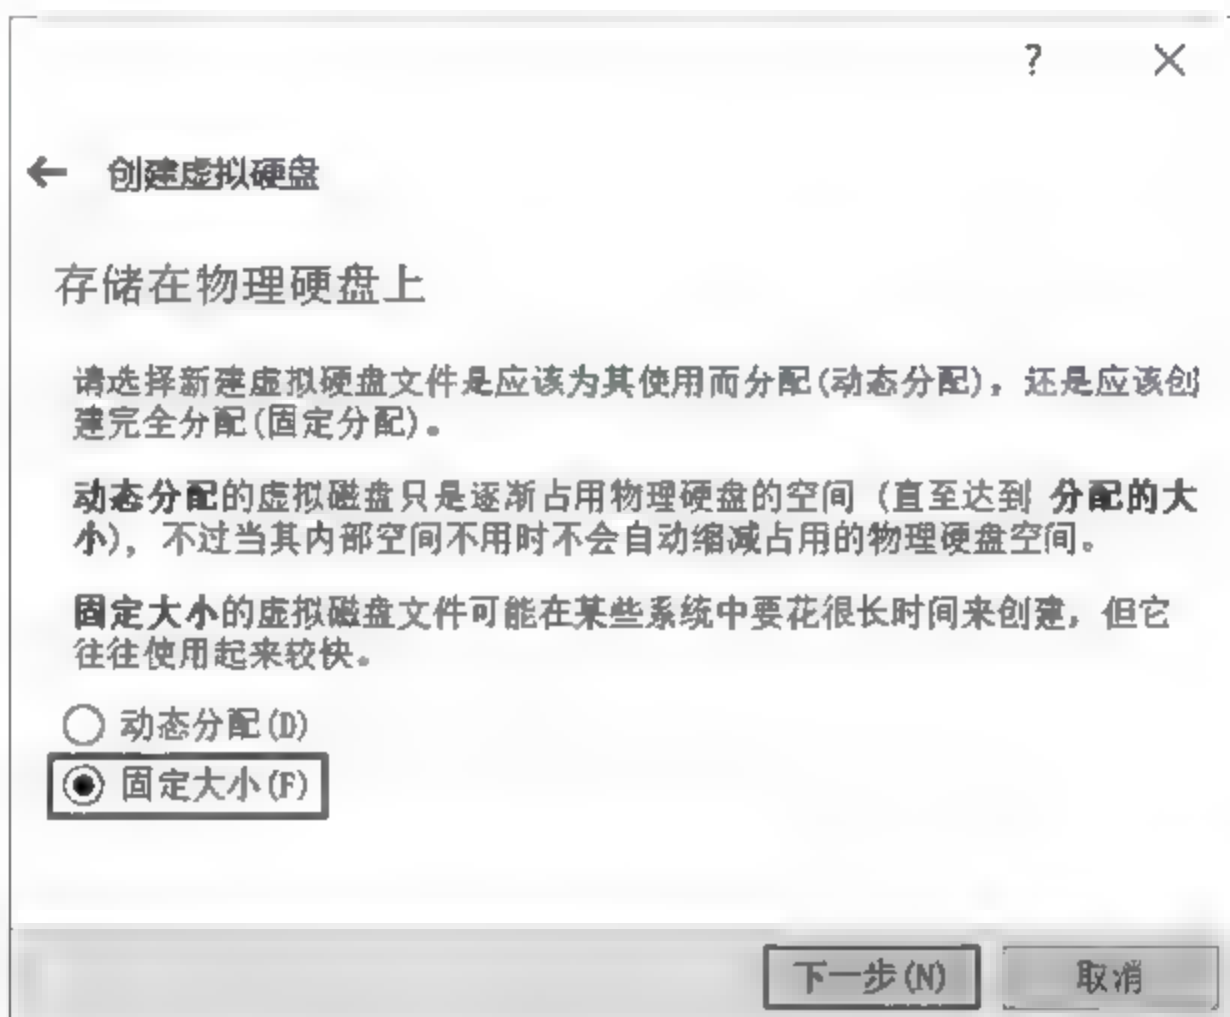 ?
创建虚拟硬盘
存储在物理硬盘上
请选择新建虚拟硬盘文件是应该为其使用而分配(动态分配)，还是应该创
建完全分配(固定分配)。
动态分配的虚拟磁盘只是逐渐占用物理硬盘的空间（直至达到 分配的大
小），不过当其内部空间不用时不会自动缩减占用的物理硬盘空间。
固定大小的虚拟磁盘文件可能在某些系统中要花很长时间来创建，但它
往往使用起来较快。
动态分配(D)
固定大小(F)
下一步(N)
取消